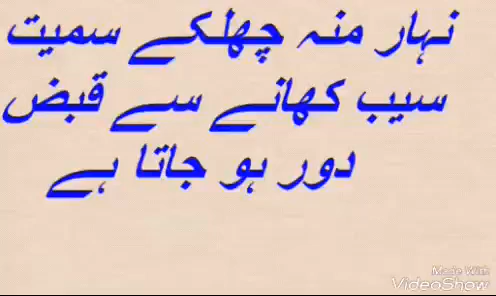 نہار منہ چھلکے سمیت
سیب کھانے سے قبض
دور ہو جاتا ہے
Made With
VideoShow